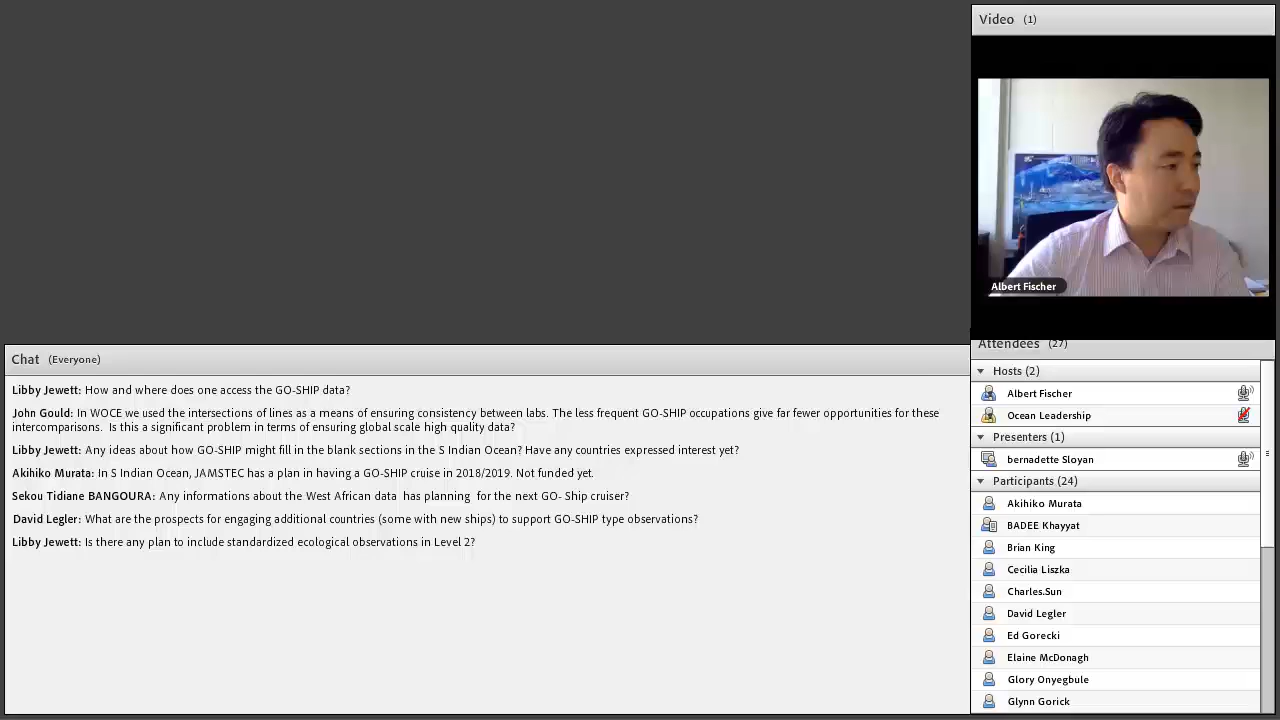 Video (1)
Albert Fischer
Chat (Everyone)
Libby Jewett: How and where does one access the GO-SHIP data?
John Gould: In WOCE we used the intersections of lines as a means of ensuring consistency between labs. The less frequent GO-SHIP occupations give far fewer opportunities for these
intercomparisons. Is this a significant problem in terms of ensuring global scale high quality data?
Libby Jewett: Any ideas about how GO-SHIP might fill in the blank sections in the S Indian Ocean? Have any countries expressed interest yet?
Akihiko Murata: In S Indian Ocean, JAMSTEC has a plan in having a GO-SHIP cruise in 2018/2019. Not funded yet.
Sekou Tidiane BANGOURA: Any informations about the West African data has planning for the next GO- Ship cruiser?
David Legler: What are the prospects for engaging additional countries (some with new ships) to support GO-SHIP type observations?
Libby Jewett: Is there any plan to include standardized ecological observations in Level 2?
Attendees (27)
Hosts (2)
Albert Fischer
Ocean Leadership
Presenters (1)
bernadette Sloyan
Participants (24)
Akihiko Murata
BADEE Khayyat
Brian King
Cecilia Liszka
Charles.Sun
David Legler
Ed Gorecki
Elaine McDonagh
Glory Onyegbule
Glynn Gorick